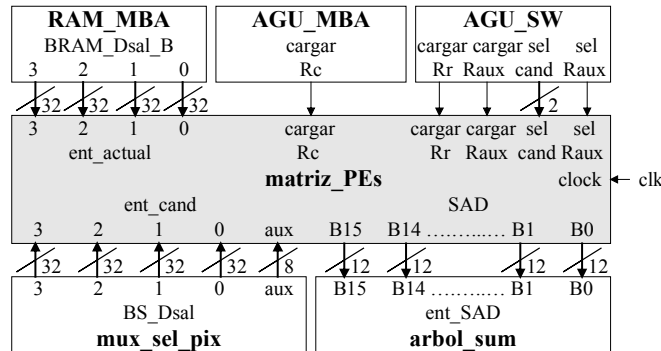 RAM_MBA AGU_MBA AGU_SW
BRAM_Dsal_B cargar cargar cargar sel sel
3 2 1 0 Rc Rr Raux cand Raux
32 32 32 32 2
3 2 1 0 cargar cargar cargar sel sel
ent_actual Rc Rr Raux cand Raux
matriz_PEs clock clk
ent_cand SAD
3 2 1 0 aux B15 B14 ............ B1 B0
32 32 32 32 8 12 12 12 12
3 2 1 0 aux B15 B14 ............ B1 B0
BS_Dsal ent_SAD
mux_sel_pix arbol_sum